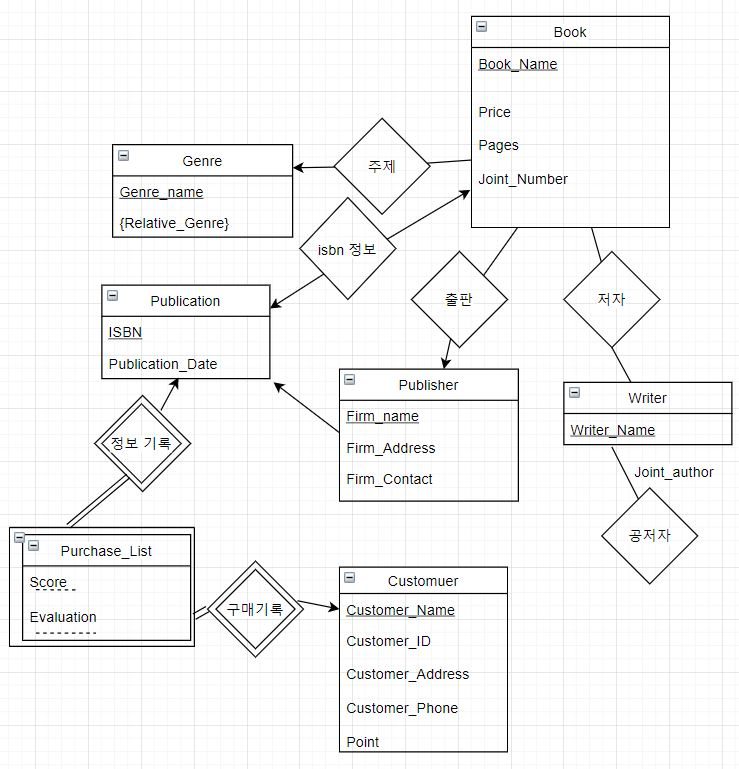 Book
Book_Name
Price
Pages
Joint_Number
주제
Genre
Genre_name
{Relative_Genre}
isbn 정보
Publication
ISBN
Publication_Date
출판
저자
Publisher
Firm_name
Firm_Address
Firm_Contact
Writer
Writer_Name
Joint_author
공저자
정보 기록
Purchase_List
Score
Evaluation
구매기록
Customuer
Customer_Name
Customer_ID
Customer_Address
Customer_Phone
Point